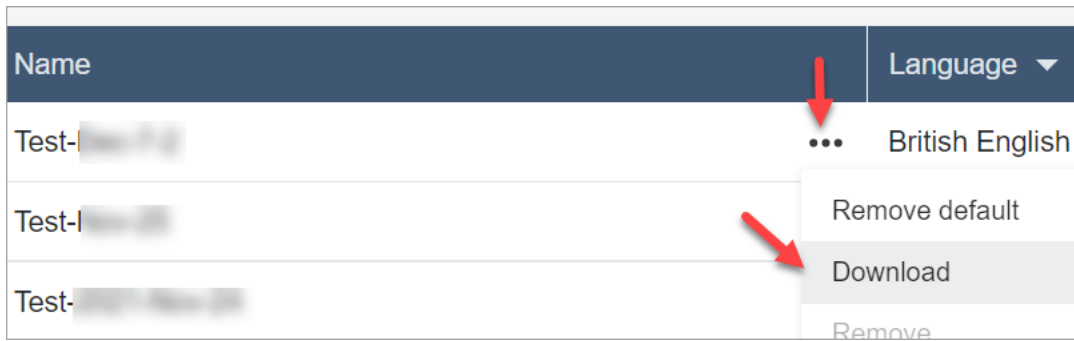 Name Language
Test- British English
Remove default
Test-
Download
Test-
Remove